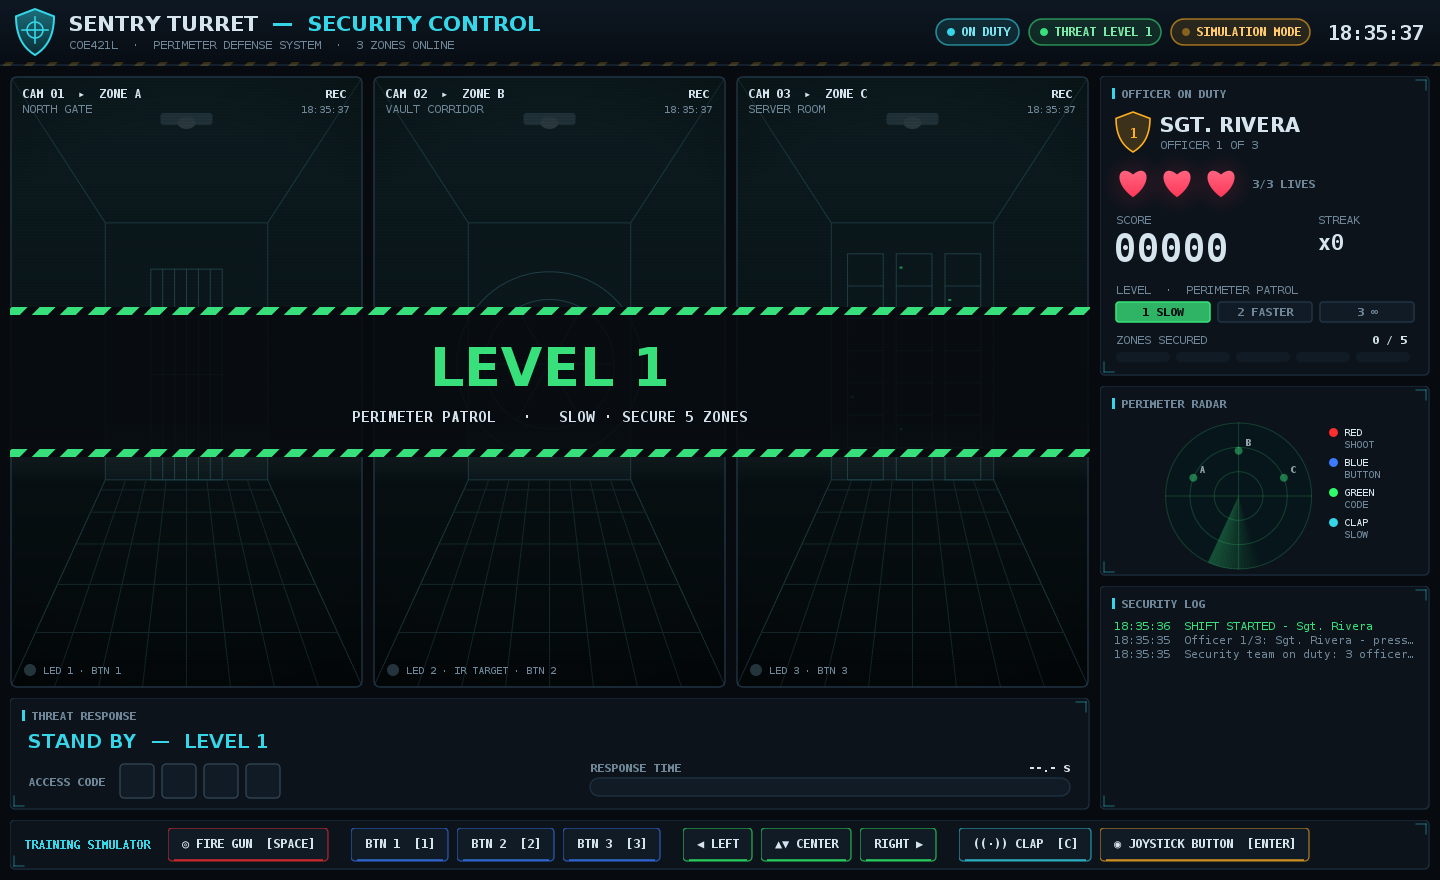 SENTRY TURRET — SECURITY CONTROL
COE421L · PERIMETER DEFENSE SYSTEM · 3 ZONES ONLINE
ON DUTY
THREAT LEVEL 1
SIMULATION MODE
18:35:37
CAM 01 ▸ ZONE A
REC
NORTH GATE
18:35:37
CAM 02 ▸ ZONE B
REC
VAULT CORRIDOR
18:35:37
CAM 03 ▸ ZONE C
REC
SERVER ROOM
18:35:37
LEVEL 1
PERIMETER PATROL · SLOW · SECURE 5 ZONES
LED 1 · BTN 1
LED 2 · IR TARGET · BTN 2
LED 3 · BTN 3
OFFICER ON DUTY
1
SGT. RIVERA
OFFICER 1 OF 3
3/3 LIVES
SCORE
STREAK
00000
x0
LEVEL · PERIMETER PATROL
1 SLOW
2 FASTER
3 ∞
ZONES SECURED
0 / 5
PERIMETER RADAR
A
B
C
RED
SHOOT
BLUE
BUTTON
GREEN
CODE
CLAP
SLOW
SECURITY LOG
18:35:36 SHIFT STARTED - Sgt. Rivera
18:35:35 Officer 1/3: Sgt. Rivera - press…
18:35:35 Security team on duty: 3 officer…
THREAT RESPONSE
STAND BY — LEVEL 1
ACCESS CODE
RESPONSE TIME
--.- s
TRAINING SIMULATOR
◎ FIRE GUN [SPACE]
BTN 1 [1]
BTN 2 [2]
BTN 3 [3]
◀ LEFT
▲▼ CENTER
RIGHT ▶
((·)) CLAP [C]
◉ JOYSTICK BUTTON [ENTER]